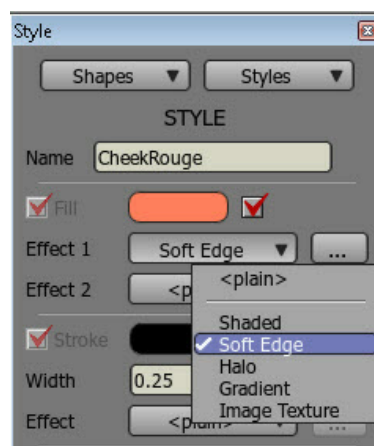 Style
Shapes Styles
STYLE
Name CheekRouge
Fill
Effect 1 Soft Edge ...
Effect 2 <p
<plain>
Shaded
Soft Edge
Halo
Gradient
Image Texture
Stroke
Width 0.25
Effect <plain> ...